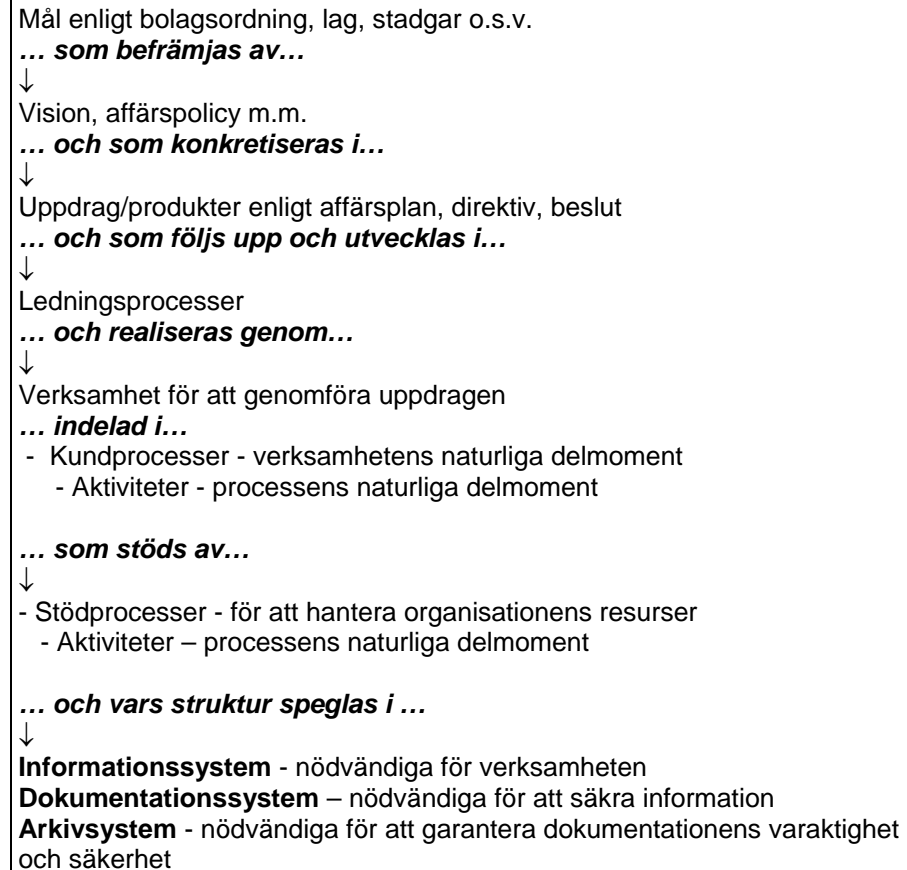 Mål enligt bolagsordning, lag, stadgar o.s.v.
… som befrämjas av…
↓
Vision, affärspolicy m.m.
… och som konkretiseras i…
↓
Uppdrag/produkter enligt affärsplan, direktiv, beslut
… och som följs upp och utvecklas i…
↓
Ledningsprocesser
… och realiseras genom…
↓
Verksamhet för att genomföra uppdragen
… indelad i…
- Kundprocesser - verksamhetens naturliga delmoment
- Aktiviteter - processens naturliga delmoment
… som stöds av…
↓
- Stödprocesser - för att hantera organisationens resurser
- Aktiviteter – processens naturliga delmoment
… och vars struktur speglas i …
↓
Informationssystem - nödvändiga för verksamheten
Dokumentationssystem – nödvändiga för att säkra information
Arkivsystem - nödvändiga för att garantera dokumentationens varaktighet
och säkerhet